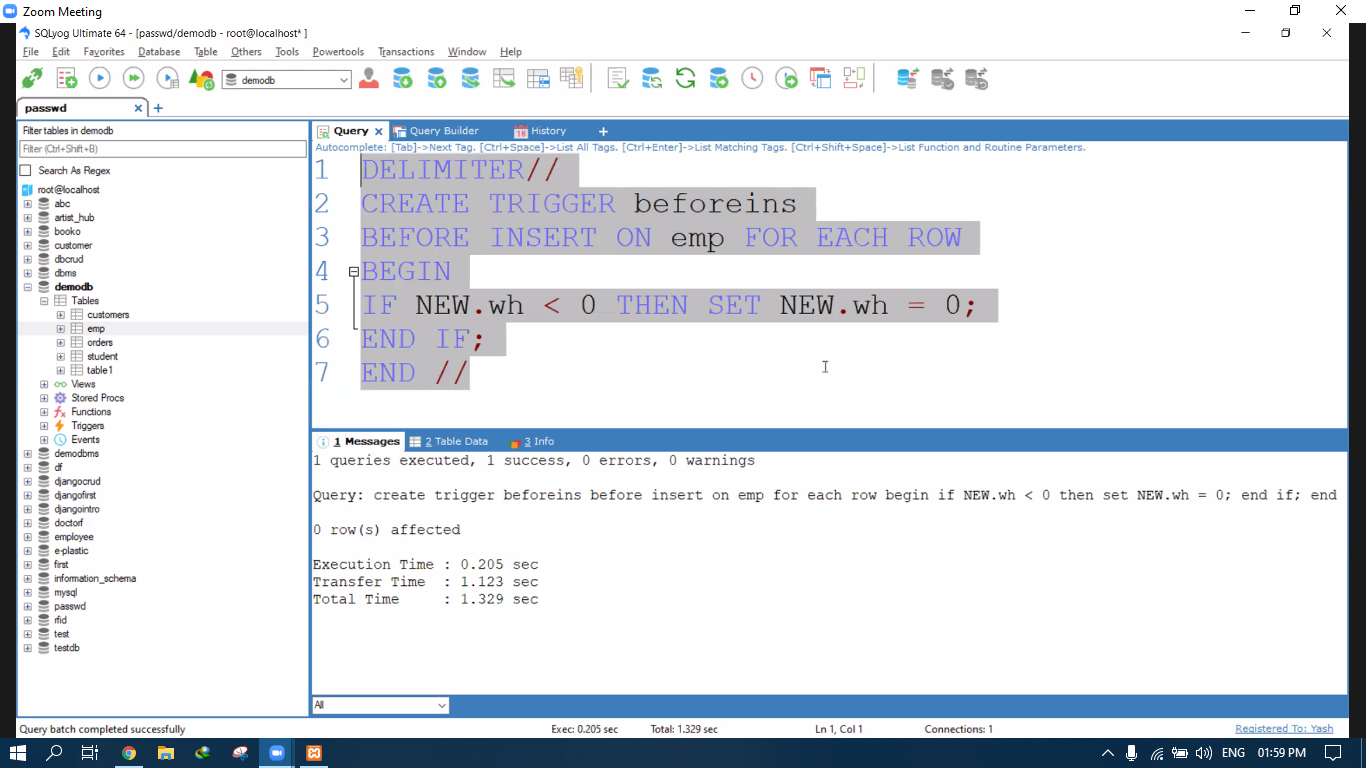 Zoom Meeting
SQLyog Ultimate 64 - [passwd/demodb - root@localhost* ]
File Edit Favorites Database Table Others Tools Powertools Transactions Window Help
demodb
passwd
Filter tables in demodb
Filter (Ctrl+Shift+B)
Search As Regex
root@localhost
abc
artist_hub
booko
customer
dbcrud
dbms
demodb
Tables
customers
emp
orders
student
table1
Views
Stored Procs
Functions
Triggers
Events
demodbms
df
djangocrud
djangofirst
djangointro
doctorf
employee
e-plastic
first
information_schema
mysql
passwd
rfid
test
testdb
Query Query Builder History
Autocomplete: [Tab]->Next Tag. [Ctrl+Space]->List All Tags. [Ctrl+Enter]->List Matching Tags. [Ctrl+Shift+Space]->List Function and Routine Parameters.
1 DELIMITER//
2 CREATE TRIGGER beforeins
3 BEFORE INSERT ON emp FOR EACH ROW
4 BEGIN
5 IF NEW.wh < 0 THEN SET NEW.wh = 0;
6 END IF;
7 END //
1 Messages 2 Table Data 3 Info
1 queries executed, 1 success, 0 errors, 0 warnings
Query: create trigger beforeins before insert on emp for each row begin if NEW.wh < 0 then set NEW.wh = 0; end if; end
0 row(s) affected
Execution Time : 0.205 sec
Transfer Time : 1.123 sec
Total Time : 1.329 sec
All
Query batch completed successfully Exec: 0.205 sec Total: 1.329 sec Ln 1, Col 1 Connections: 1 Registered To: Yash
ENG 01:59 PM